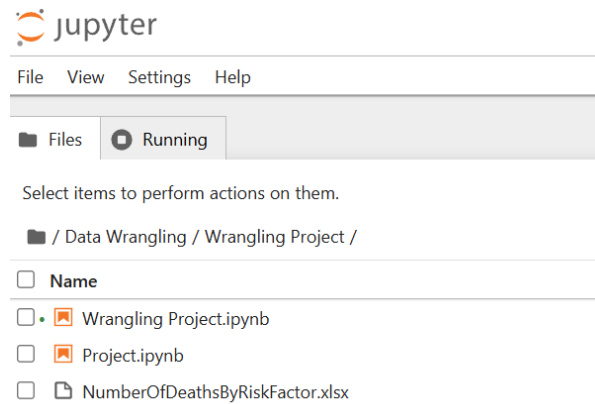 jupyter
File View Settings Help
Files Running
Select items to perform actions on them.
/ Data Wrangling / Wrangling Project /
Name
Wrangling Project.ipynb
Project.ipynb
NumberOfDeathsByRiskFactor.xlsx